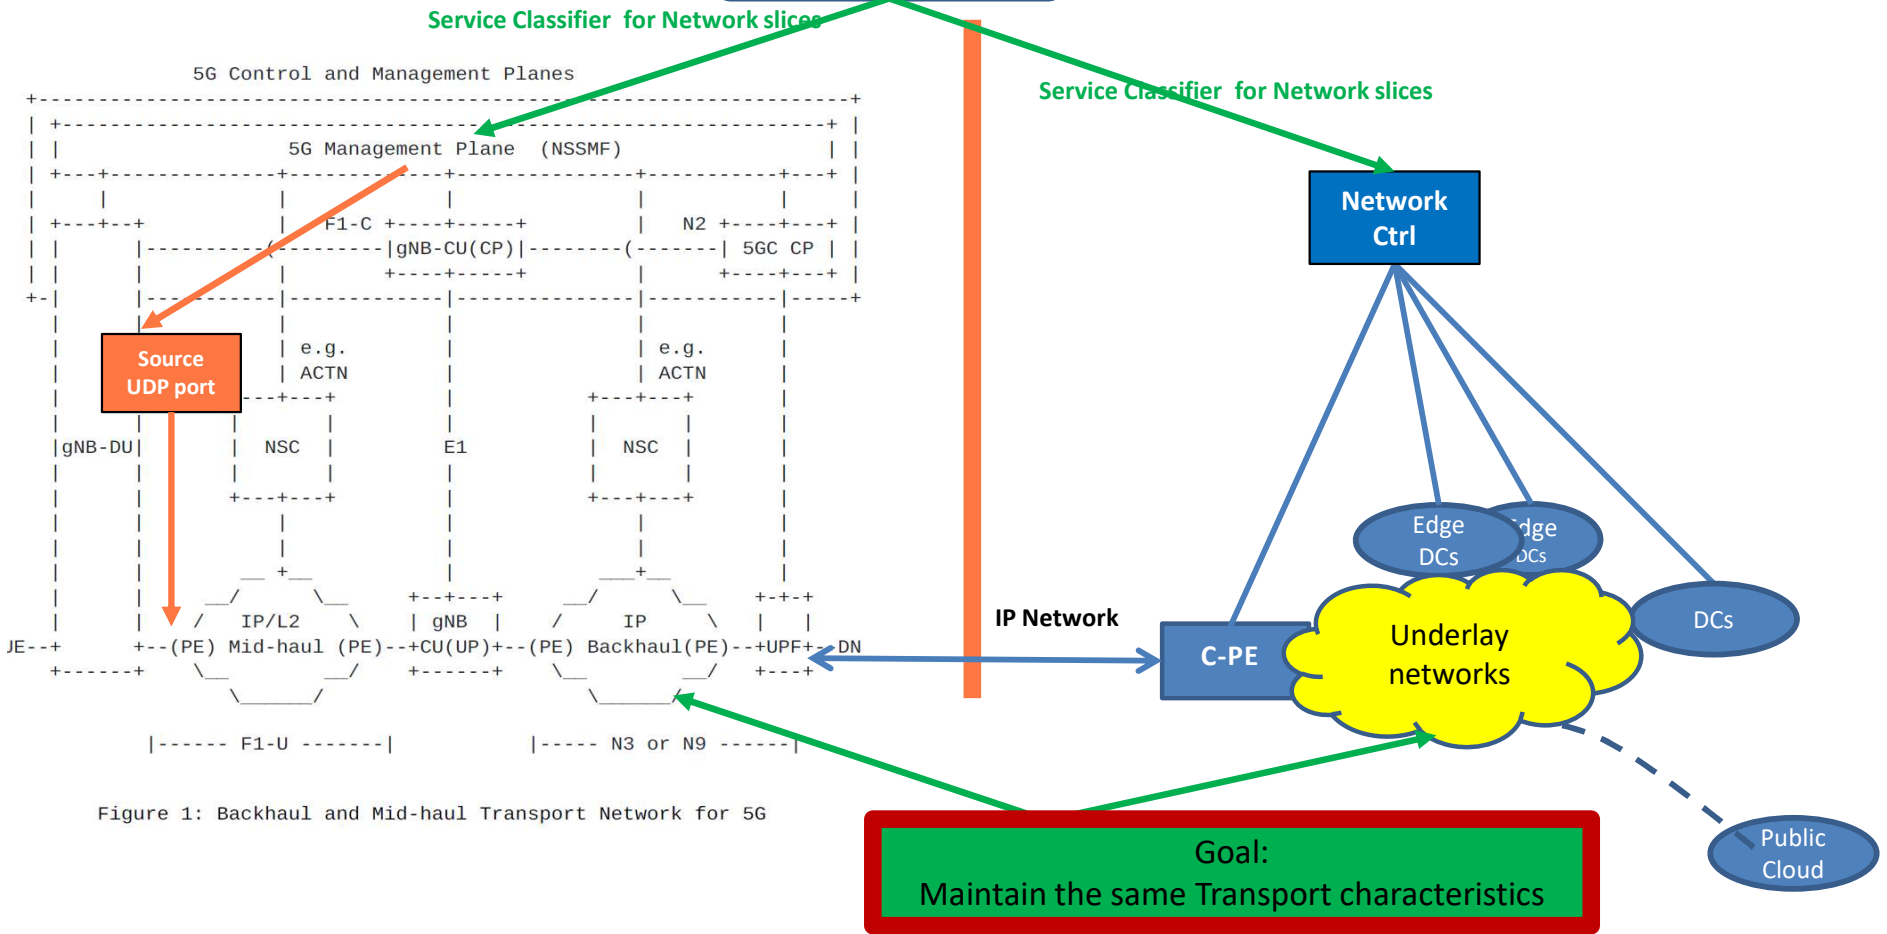 Service Classifier  for Network slices
5G Control and Management Planes
Service Classifier  for Network slices
5G Management Plane  (NSSMF)
Network
Ctrl
F1-C
N2
gNB-CU(CP)
5GC CP
Source
UDP port
e.g.
ACTN
e.g.
ACTN
gNB-DU
NSC
E1
NSC
Edge
DCs
Edge
DCs
DCs
IP/L2
gNB
IP
IP Network
UE--+ +--(PE) Mid-haul (PE)--+CU(UP)+--(PE) Backhaul(PE)--+UPF+--DN
C-PE
Underlay
networks
|------ F1-U -------| |----- N3 or N9 ------|
Figure 1: Backhaul and Mid-haul Transport Network for 5G
Goal:
Maintain the same Transport characteristics
Public
Cloud